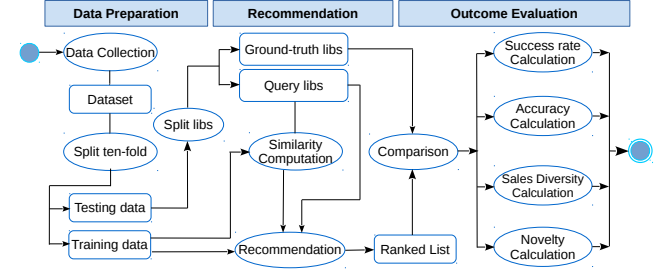 Data Preparation
Recommendation
Outcome Evaluation
Data Collection
Dataset
Split ten-fold
Testing data
Training data
Split libs
Ground-truth libs
Query libs
Similarity
Computation
Recommendation
Comparison
Ranked List
Success rate
Calculation
Accuracy
Calculation
Sales Diversity
Calculation
Novelty
Calculation